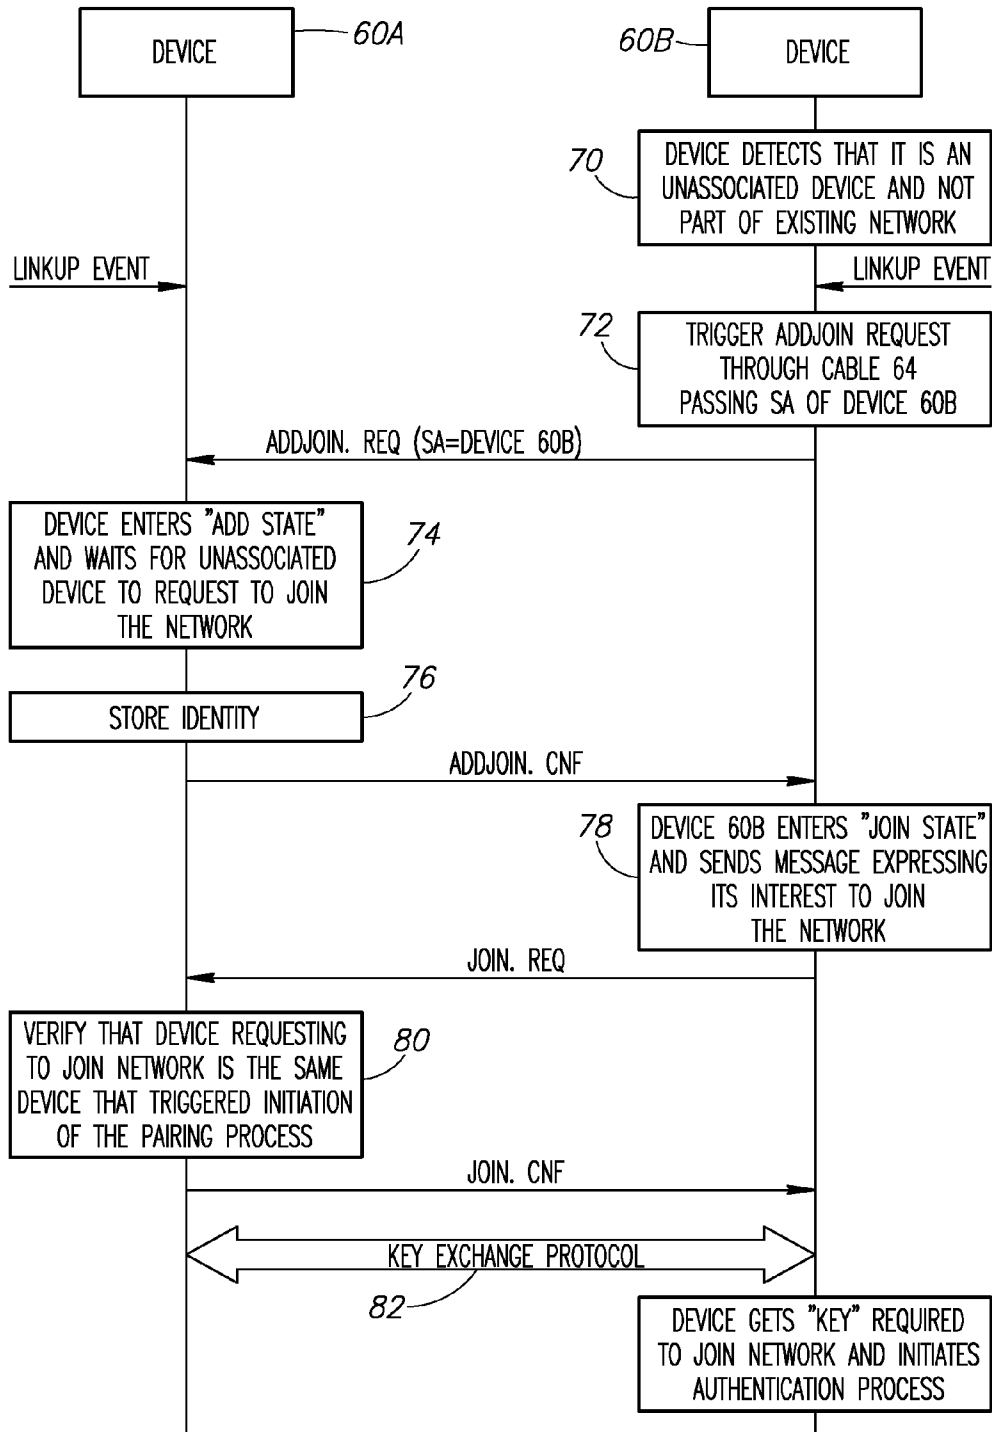 DEVICE
60A
60B
DEVICE
70
DEVICE DETECTS THAT IT IS AN
UNASSOCIATED DEVICE AND NOT
PART OF EXISTING NETWORK
LINKUP EVENT
LINKUP EVENT
72
TRIGGER ADDJOIN REQUEST
THROUGH CABLE 64
PASSING SA OF DEVICE 60B
ADDJOIN. REQ (SA=DEVICE 60B)
DEVICE ENTERS "ADD STATE"
AND WAITS FOR UNASSOCIATED
DEVICE TO REQUEST TO JOIN
THE NETWORK
74
76
STORE IDENTITY
ADDJOIN. CNF
78
DEVICE 60B ENTERS "JOIN STATE"
AND SENDS MESSAGE EXPRESSING
ITS INTEREST TO JOIN
THE NETWORK
JOIN. REQ
VERIFY THAT DEVICE REQUESTING
TO JOIN NETWORK IS THE SAME
DEVICE THAT TRIGGERED INITIATION
OF THE PAIRING PROCESS
80
JOIN. CNF
KEY EXCHANGE PROTOCOL
82
DEVICE GETS "KEY" REQUIRED
TO JOIN NETWORK AND INITIATES
AUTHENTICATION PROCESS